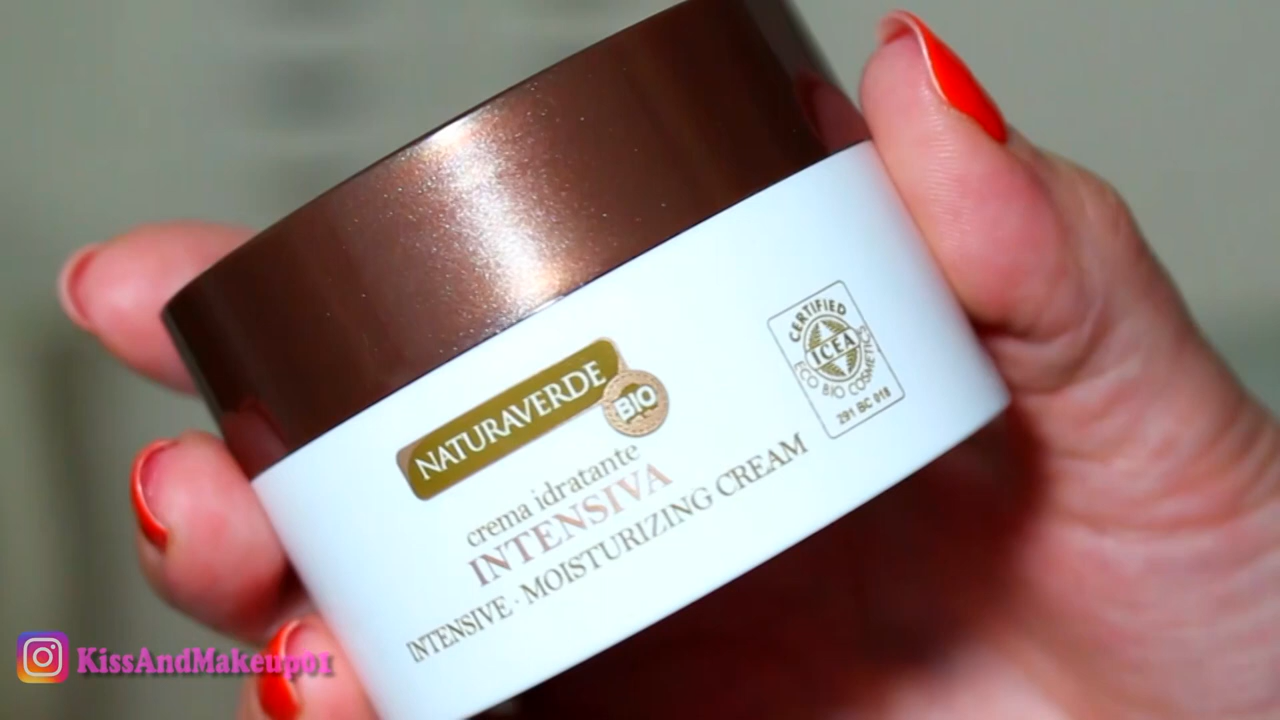 NATURAVERDE
BIO
crema idratante
INTENSIVA
INTENSIVE · MOISTURIZING CREAM
CERTIFIED
ICEA
ECO BIO COSMETICS
291 BC 018
KissAndMakeup01